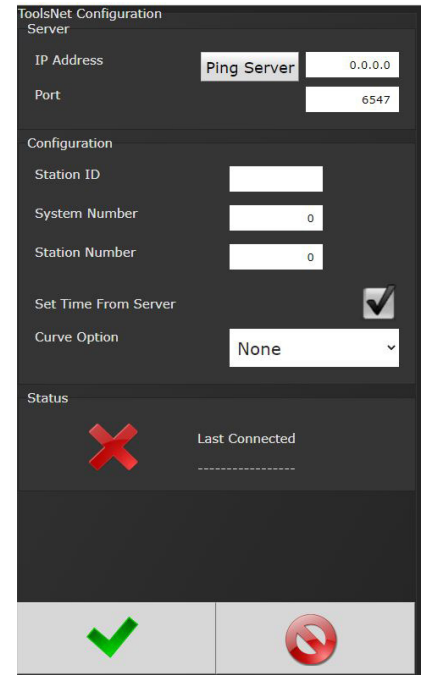 ToolsNet Configuration
Server
IP Address Ping Server 0.0.0.0
Port 6547
Configuration
Station ID
System Number 0
Station Number 0
Set Time From Server
Curve Option None
Status
Last Connected
-----------------